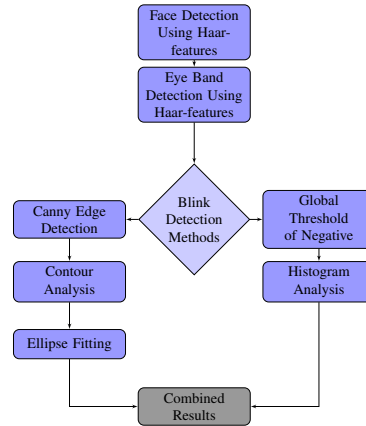 Face Detection
Using Haar-
features
Eye Band
Detection Using
Haar-features
Blink
Detection
Methods
Canny Edge
Detection
Contour
Analysis
Ellipse Fitting
Global
Threshold
of Negative
Histogram
Analysis
Combined
Results